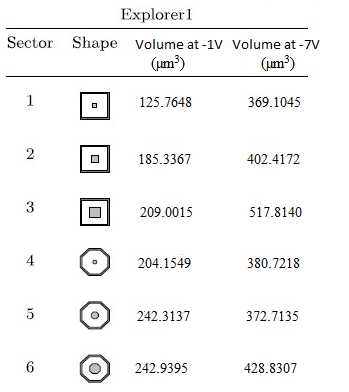 Explorer1
Sector Shape Volume at -1V Volume at -7V
(μm³) (μm³)
1 125.7648 369.1045
2 185.3367 402.4172
3 209.0015 517.8140
4 204.1549 380.7218
5 242.3137 372.7135
6 242.9395 428.8307